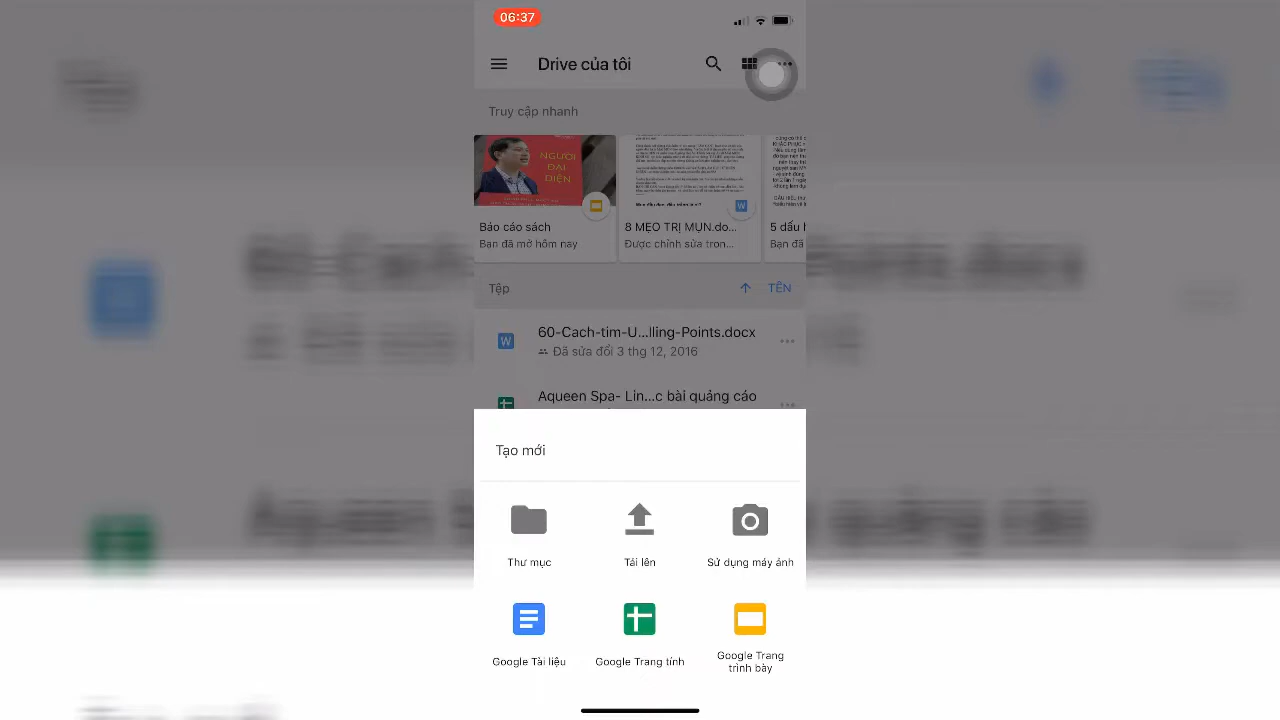 06:37
Drive của tôi
Truy cập nhanh
NGƯỜI
ĐẠI
DIỆN
Báo cáo sách
Bạn đã mở hôm nay
8 MẸO TRỊ MỤN.do...
Được chỉnh sửa tron...
5 dấu h
Bạn đã
Tệp
TÊN
60-Cach-tim-U...lling-Points.docx
Đã sửa đổi 3 thg 12, 2016
Aqueen Spa- Lin...c bài quảng cáo
Tạo mới
Thư mục
Tải lên
Sử dụng máy ảnh
Google Tài liệu
Google Trang tính
Google Trang
trình bày